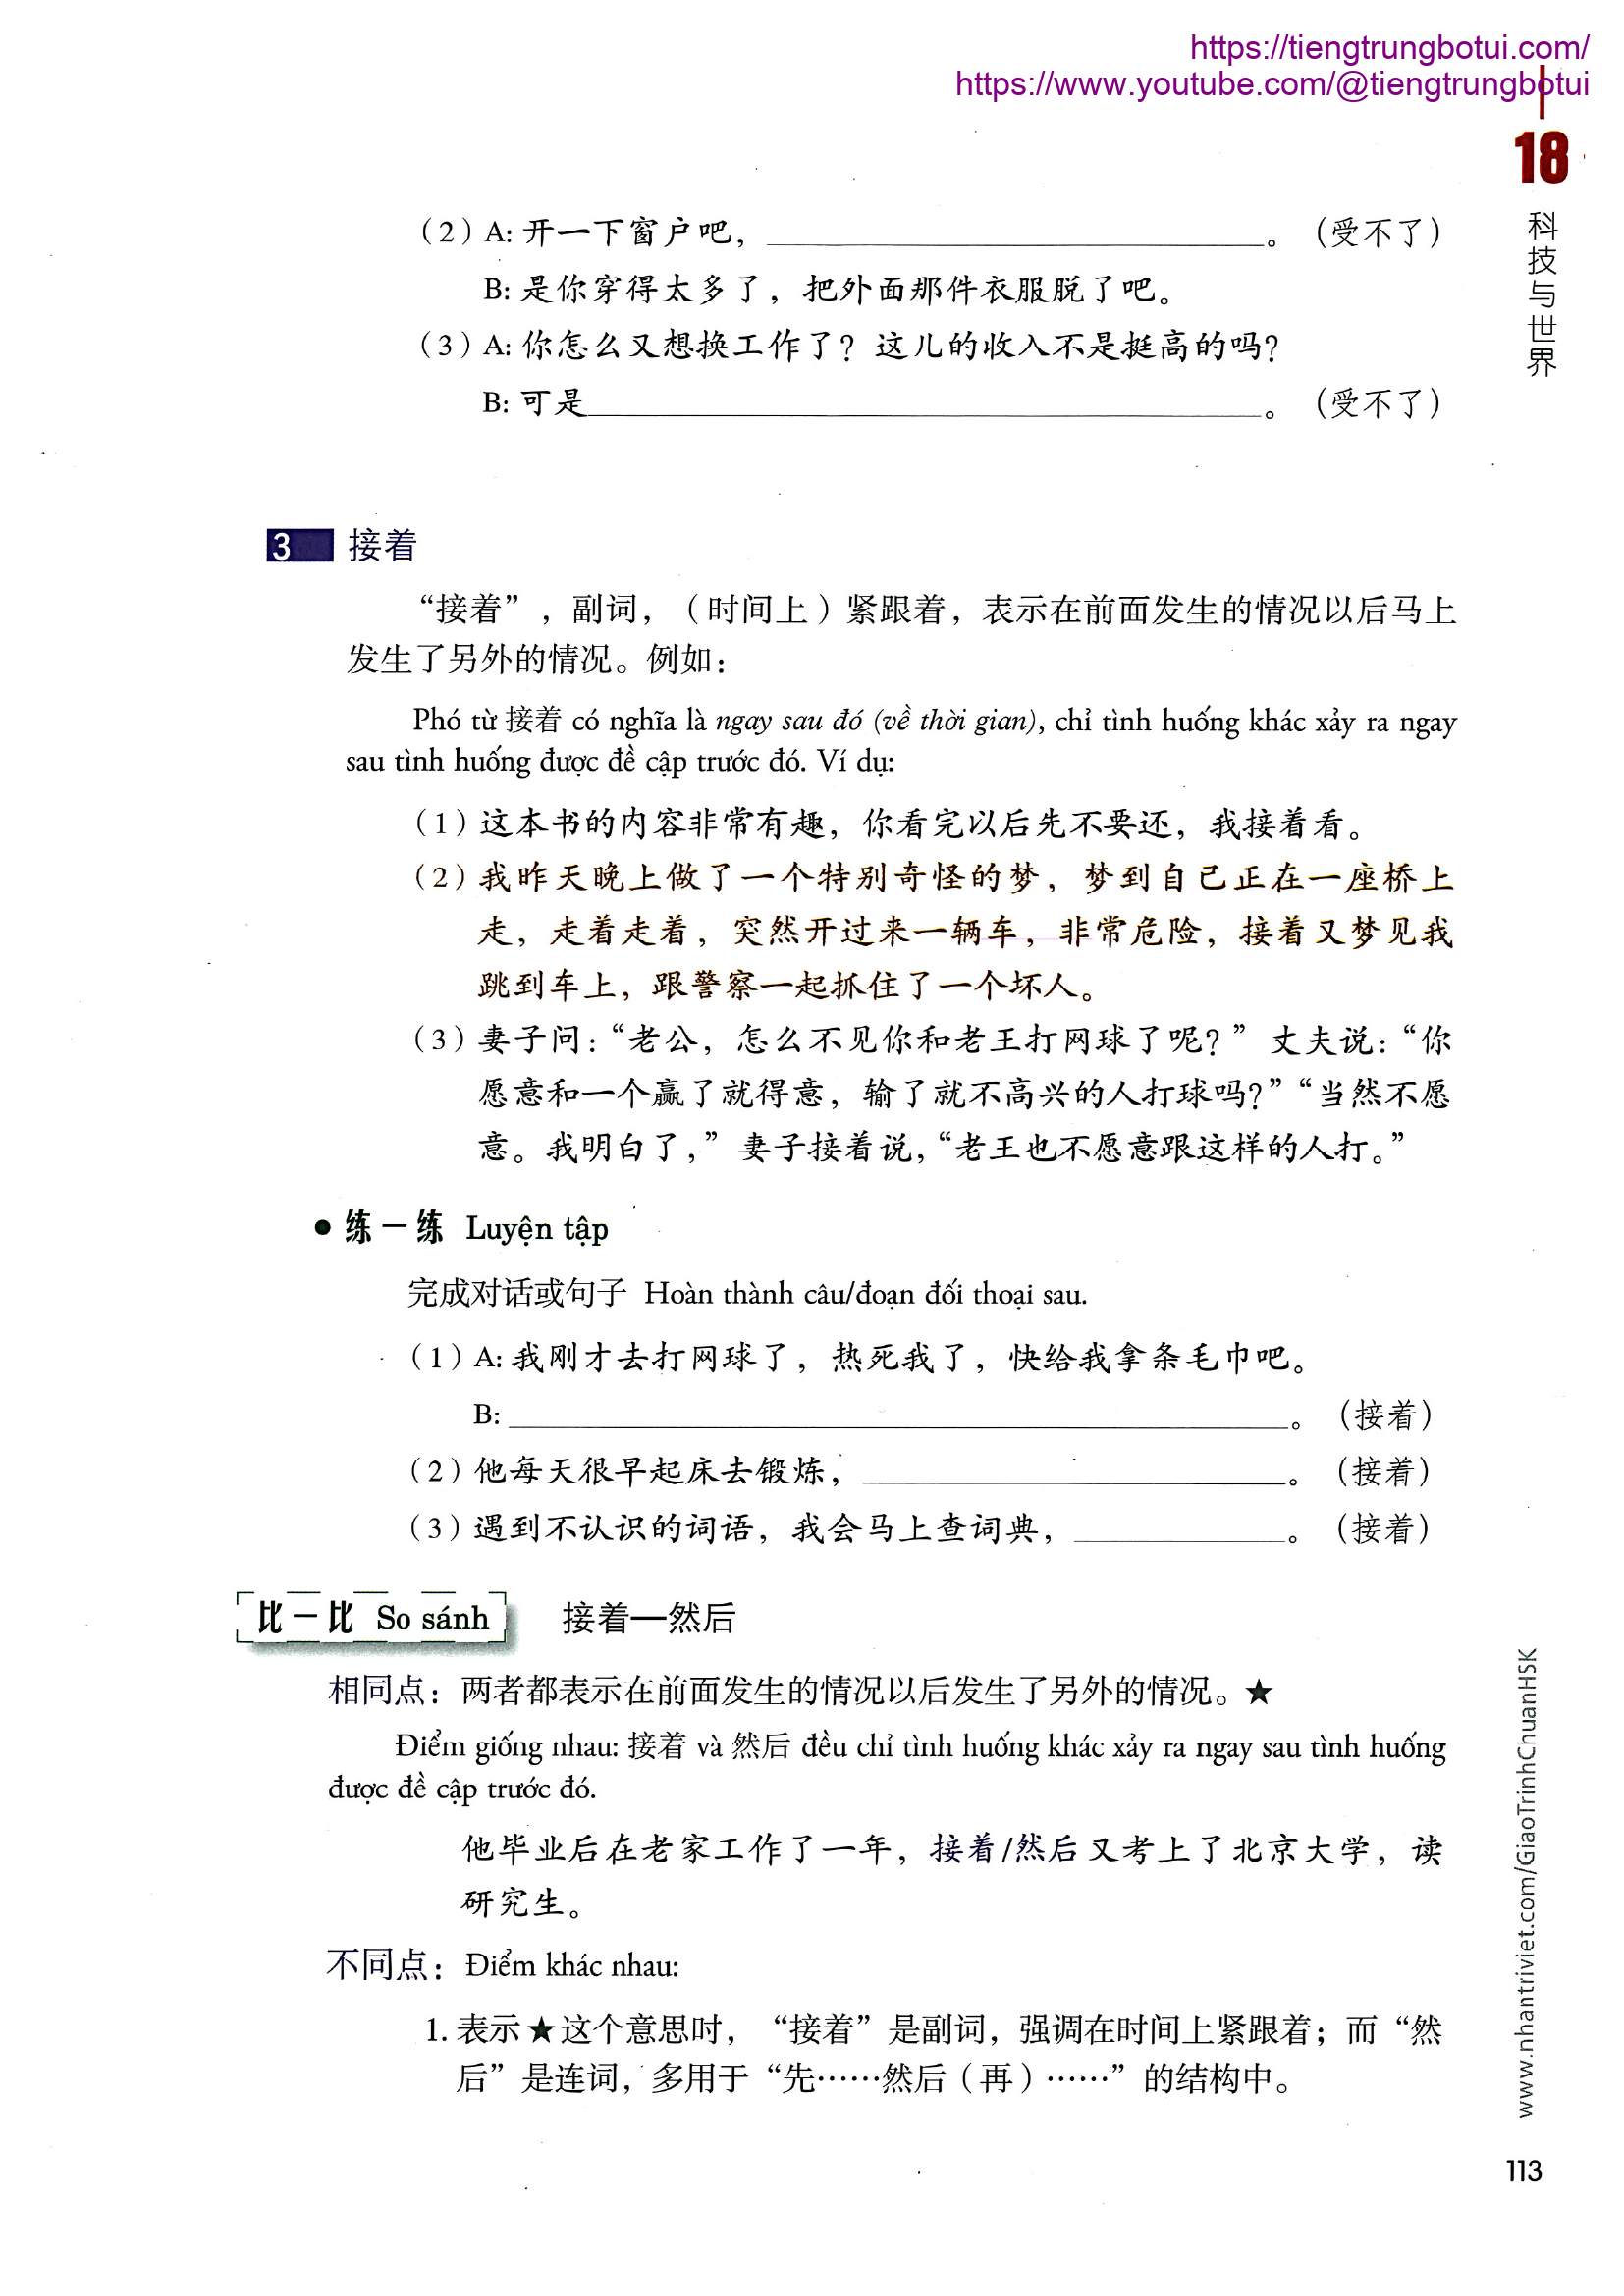 https://tiengtrungbotui.com/
https://www.youtube.com/@tiengtrungbotui
18
科技与世界
（2）A: 开一下窗户吧，____________。（受不了）
B: 是你穿得太多了，把外面那件衣服脱了吧。
（3）A: 你怎么又想换工作了？这儿的收入不是挺高的吗？
B: 可是____________。（受不了）
3 接着
“接着”，副词，（时间上）紧跟着，表示在前面发生的情况以后马上
发生了另外的情况。例如：
Phó từ 接着 có nghĩa là ngay sau đó (về thời gian), chỉ tình huống khác xảy ra ngay
sau tình huống được đề cập trước đó. Ví dụ:
（1）这本书的内容非常有趣，你看完以后先不要还，我接着看。
（2）我昨天晚上做了一个特别奇怪的梦，梦到自己正在一座桥上
走，走着走着，突然开过来一辆车，非常危险，接着又梦见我
跳到车上，跟警察一起抓住了一个坏人。
（3）妻子问：“老公，怎么不见你和老王打网球了呢？”丈夫说：“你
愿意和一个赢了就得意，输了就不高兴的人打球吗？”“当然不愿
意。我明白了，”妻子接着说，“老王也不愿意跟这样的人打。”
● 练一练 Luyện tập
完成对话或句子 Hoàn thành câu/đoạn đối thoại sau.
（1）A: 我刚才去打网球了，热死我了，快给我拿条毛巾吧。
B: ____________。（接着）
（2）他每天很早起床去锻炼，____________。（接着）
（3）遇到不认识的词语，我会马上查词典，____________。（接着）
比一比 So sánh 接着—然后
相同点：两者都表示在前面发生的情况以后发生了另外的情况。★
Điểm giống nhau: 接着 và 然后 đều chỉ tình huống khác xảy ra ngay sau tình huống
được đề cập trước đó.
他毕业后在老家工作了一年，接着/然后又考上了北京大学，读
研究生。
不同点：Điểm khác nhau:
1. 表示★这个意思时，“接着”是副词，强调在时间上紧跟着；而“然
后”是连词，多用于“先……然后（再）……”的结构中。
www.nhantriviet.com/GiaoTrinhChuanHSK
113